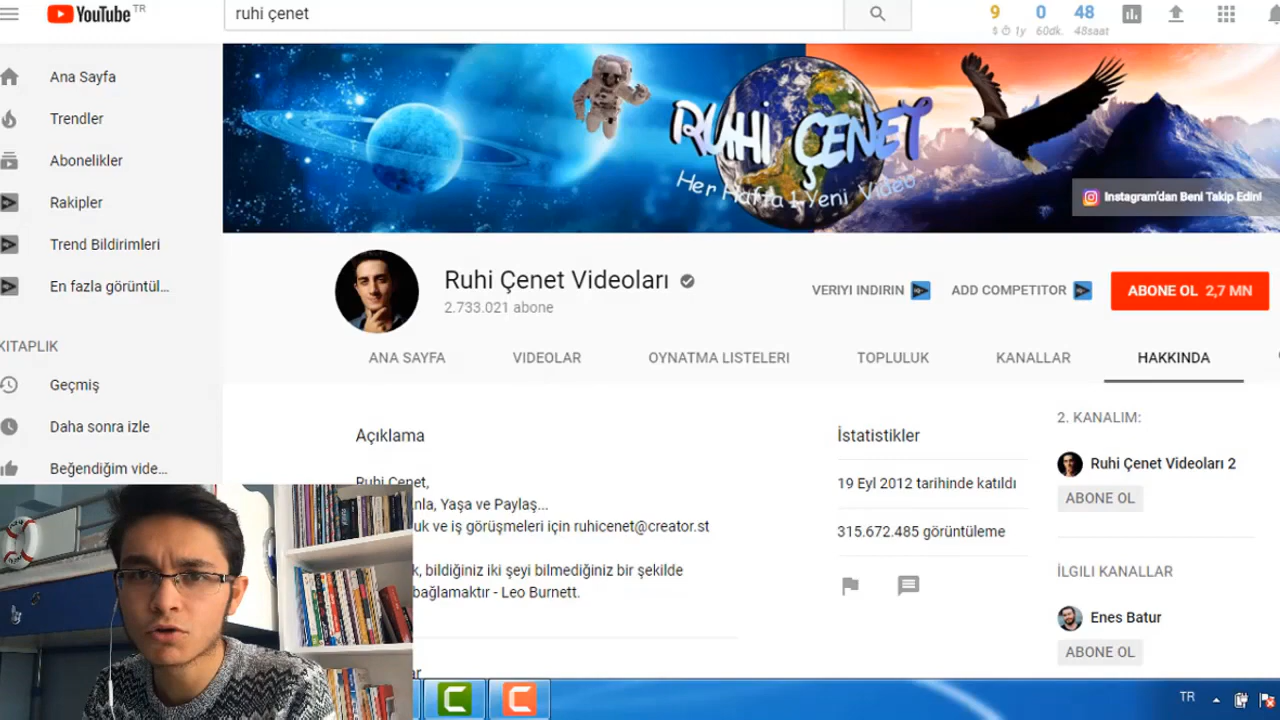 YouTube TR
ruhi çenet
9 0 48
1y 60dk. 48saat
Ana Sayfa
Trendler
Abonelikler
Rakipler
Trend Bildirimleri
En fazla görüntül...
KITAPLIK
Geçmiş
Daha sonra izle
Beğendiğim vide...
RUHİ ÇENET
Her Hafta 1 Yeni Video
Instagram'dan Beni Takip Edin!
Ruhi Çenet Videoları
2.733.021 abone
VERIYI INDIRIN
ADD COMPETITOR
ABONE OL 2,7 MN
ANA SAYFA VIDEOLAR OYNATMA LISTELERI TOPLULUK KANALLAR HAKKINDA
Açıklama
Ruhi Çenet,
nla, Yaşa ve Paylaş...
uk ve iş görüşmeleri için ruhicenet@creator.st
k, bildiğiniz iki şeyi bilmediğiniz bir şekilde
bağlamaktır - Leo Burnett.
ar
İstatistikler
19 Eyl 2012 tarihinde katıldı
315.672.485 görüntüleme
2. KANALIM:
Ruhi Çenet Videoları 2
ABONE OL
İLGILI KANALLAR
Enes Batur
ABONE OL
TR